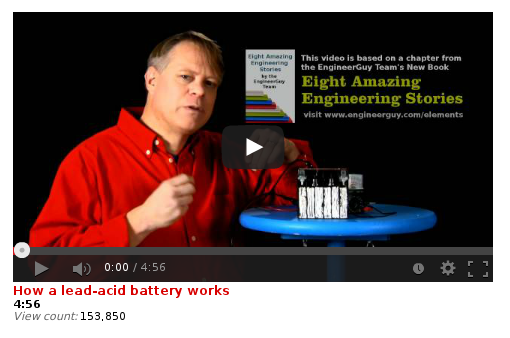 Eight Amazing
Engineering
Stories
by the
EngineerGuy
Team
This video is based on a chapter from
the EngineerGuy Team's New Book
Eight Amazing
Engineering Stories
visit www.engineerguy.com/elements
0:00 / 4:56
How a lead-acid battery works
4:56
View count: 153,850